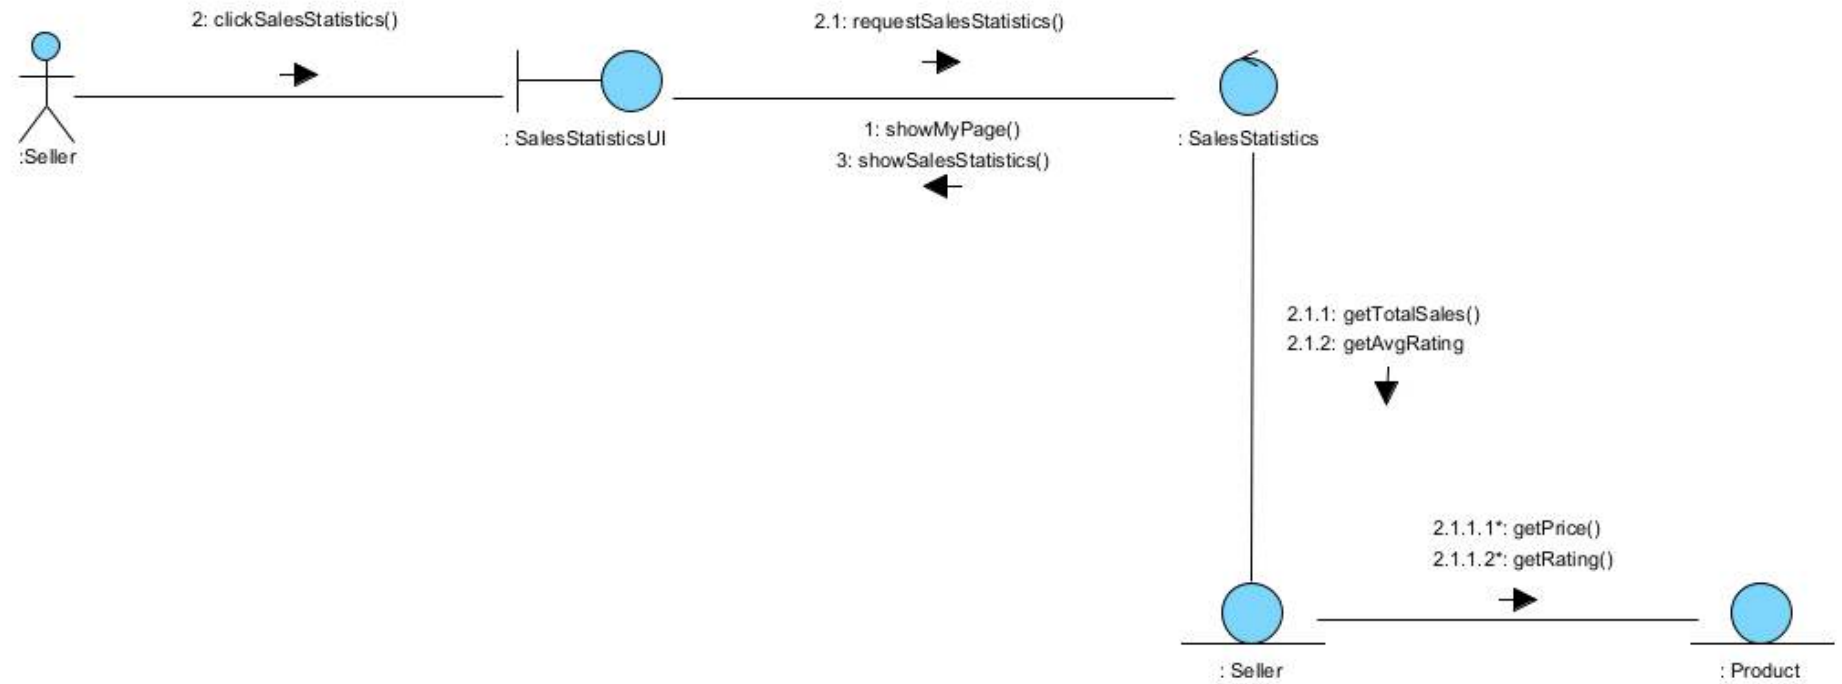 2: clickSalesStatistics()
2.1: requestSalesStatistics()
:Seller
: SalesStatisticsUI
1: showMyPage()
3: showSalesStatistics()
: SalesStatistics
2.1.1: getTotalSales()
2.1.2: getAvgRating
2.1.1.1*: getPrice()
2.1.1.2*: getRating()
: Seller
: Product